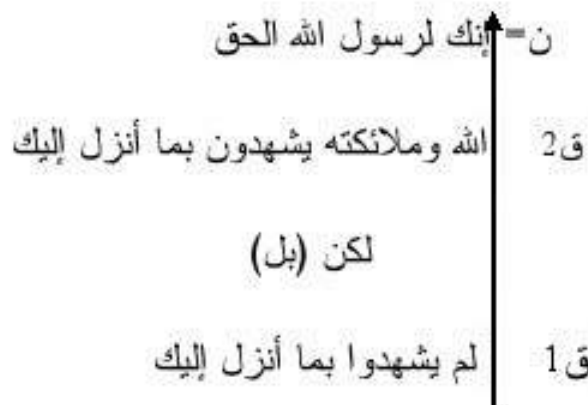 ن= إنك لرسول الله الحق
ق2 الله وملائكته يشهدون بما أنزل إليك
لكن (بل)
ق1 لم يشهدوا بما أنزل إليك